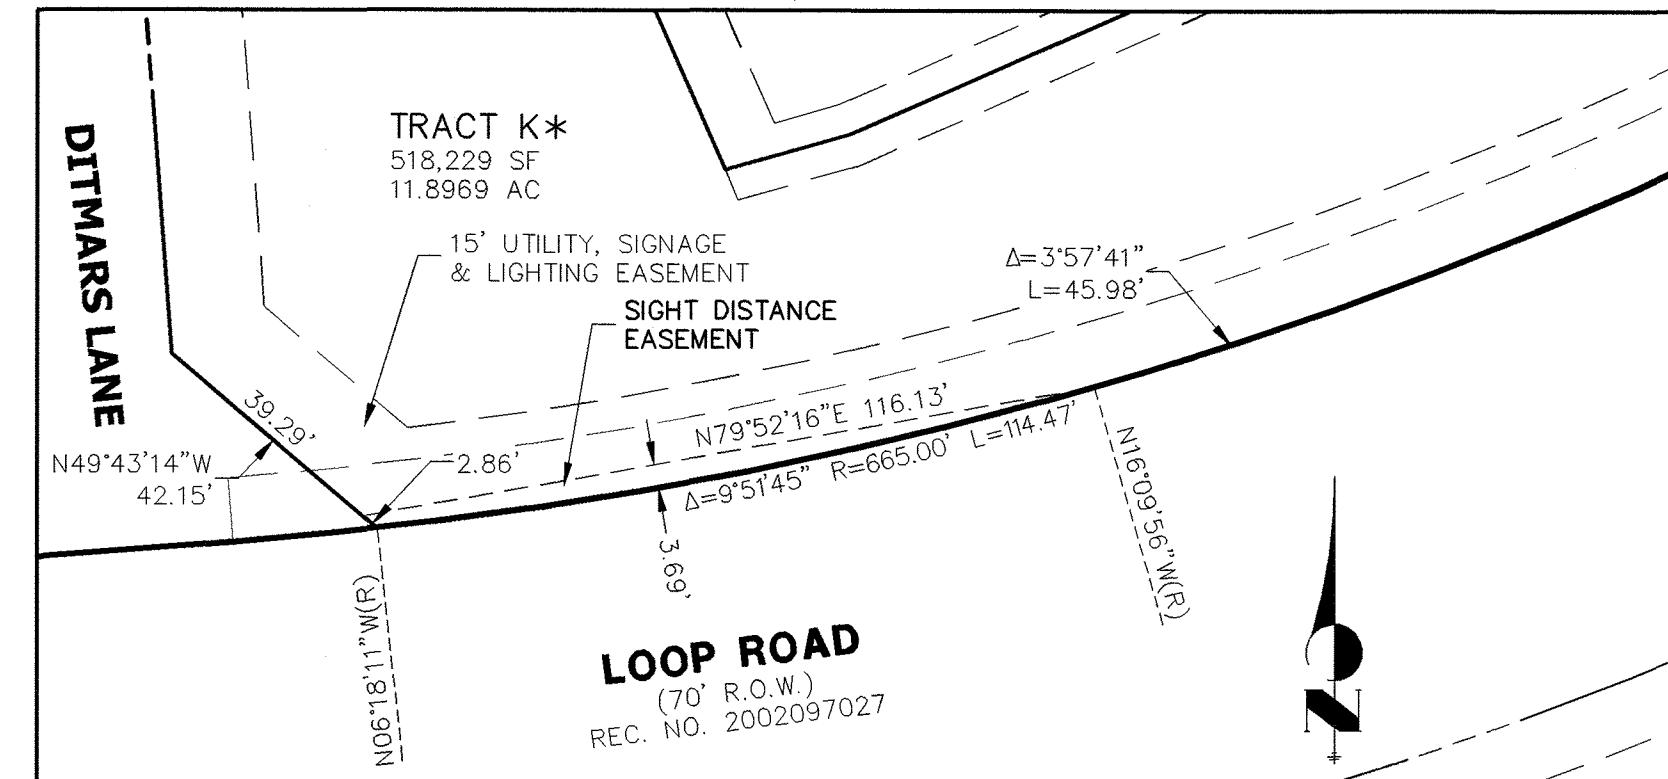 DITMARS LANE
TRACT K*
518,229 SF
11.8969 AC
15' UTILITY, SIGNAGE
& LIGHTING EASEMENT
SIGHT DISTANCE
EASEMENT
Δ=3°57'41"
L=45.98'
39.29'
N49°43'14"W
42.15'
2.86'
N79°52'16"E 116.13'
Δ=9°51'45" R=665.00' L=114.47'
3.69'
N06°18'11"W(R)
N16°09'56"W(R)
LOOP ROAD
(70' R.O.W.)
REC. NO. 2002097027
N